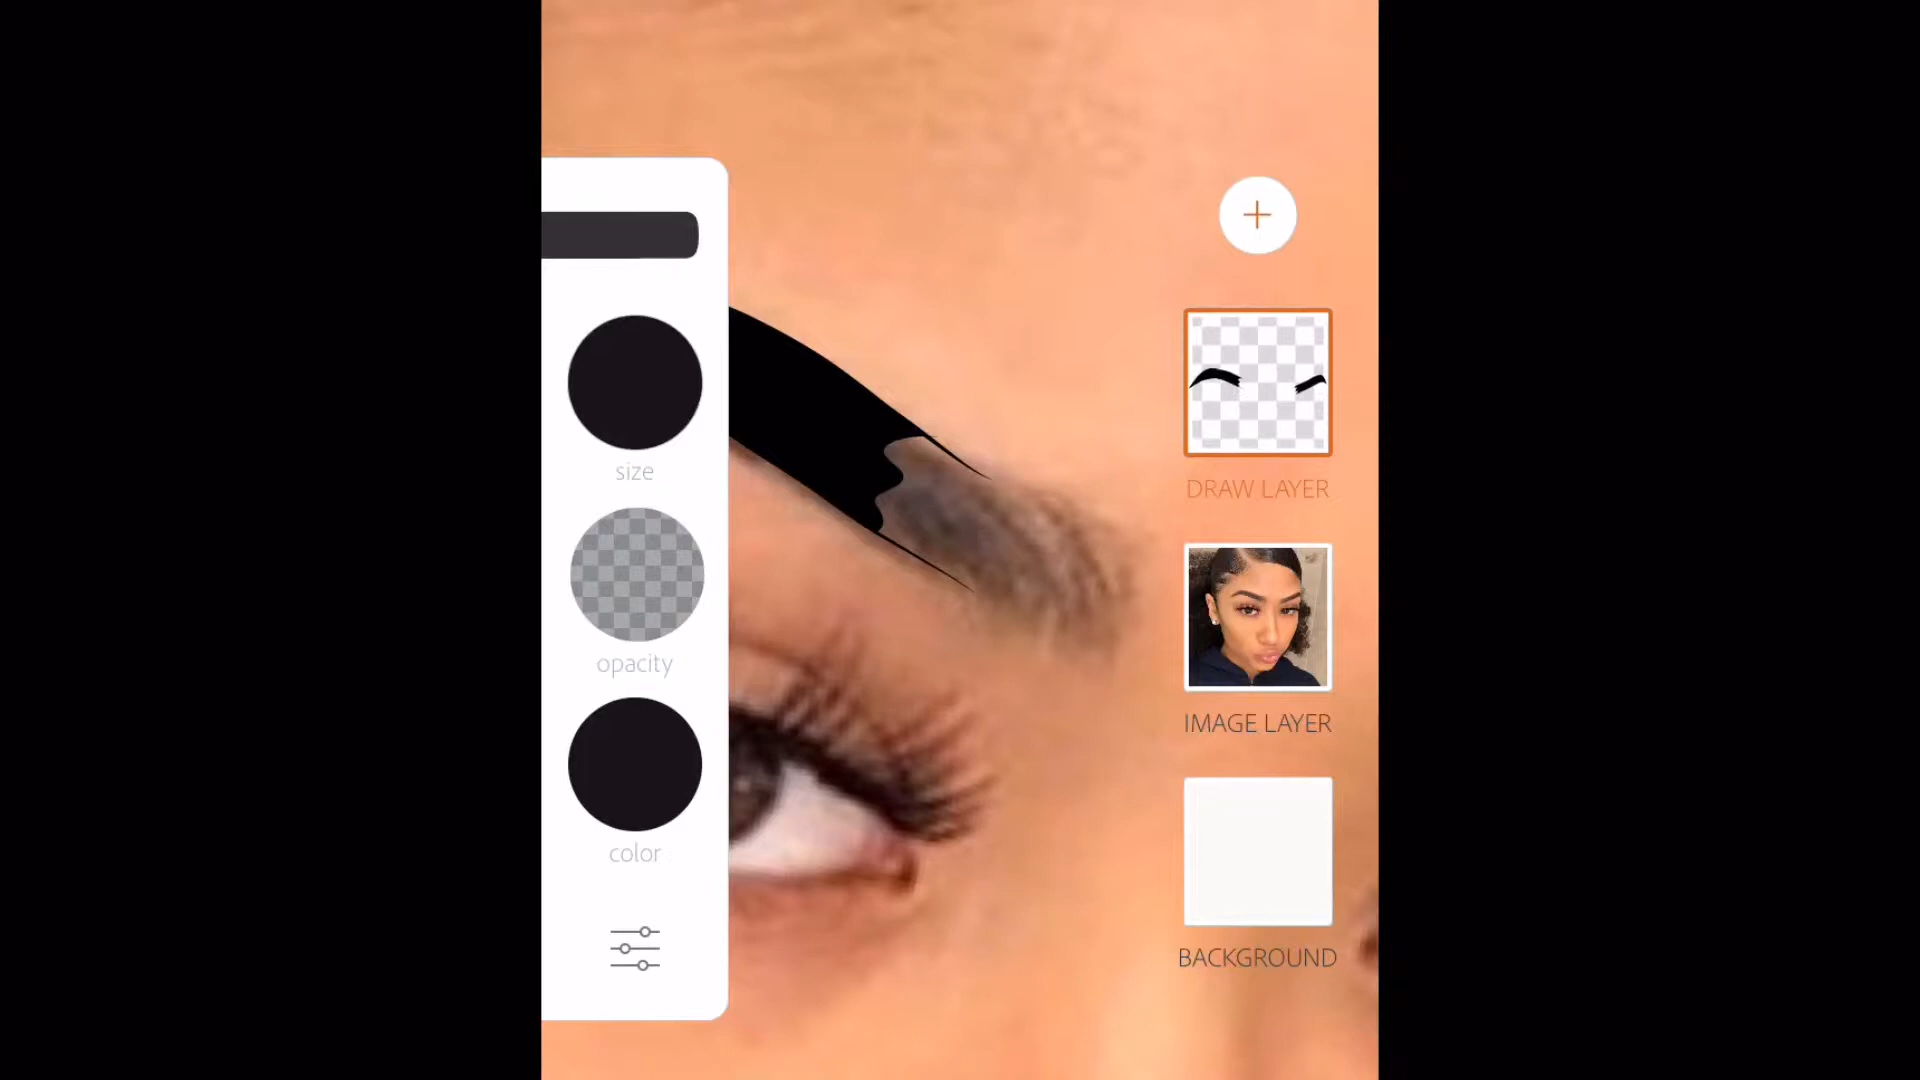 size
opacity
color
DRAW LAYER
IMAGE LAYER
BACKGROUND